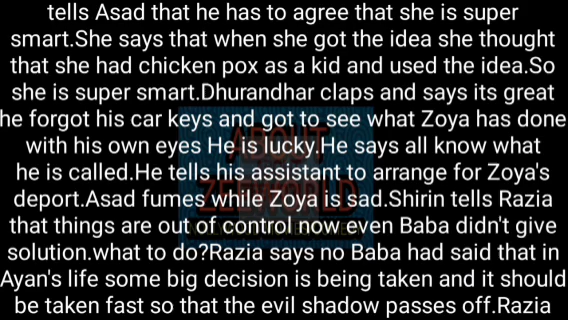 tells Asad that he has to agree that she is super
smart.She says that when she got the idea she thought
that she had chicken pox as a kid and used the idea.So
she is super smart.Dhurandhar claps and says its great
he forgot his car keys and got to see what Zoya has done
with his own eyes He is lucky.He says all know what
he is called.He tells his assistant to arrange for Zoya's
deport.Asad fumes while Zoya is sad.Shirin tells Razia
that things are out of control now even Baba didn't give
solution.what to do?Razia says no Baba had said that in
Ayan's life some big decision is being taken and it should
be taken fast so that the evil shadow passes off.Razia
ABOUT
ZEEWORLD